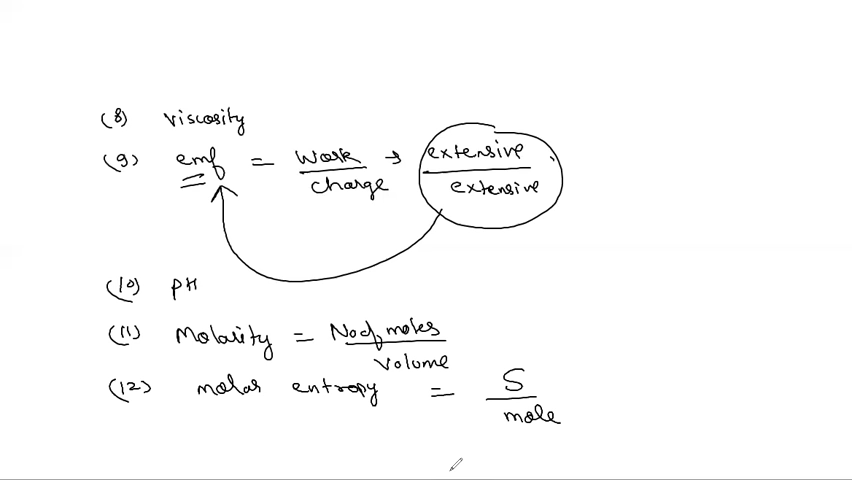 (8) Viscosity
(9) emf = Work / charge → extensive / extensive
(10) PH
(11) Molarity = No of moles / Volume
(12) molar entropy = S / mole